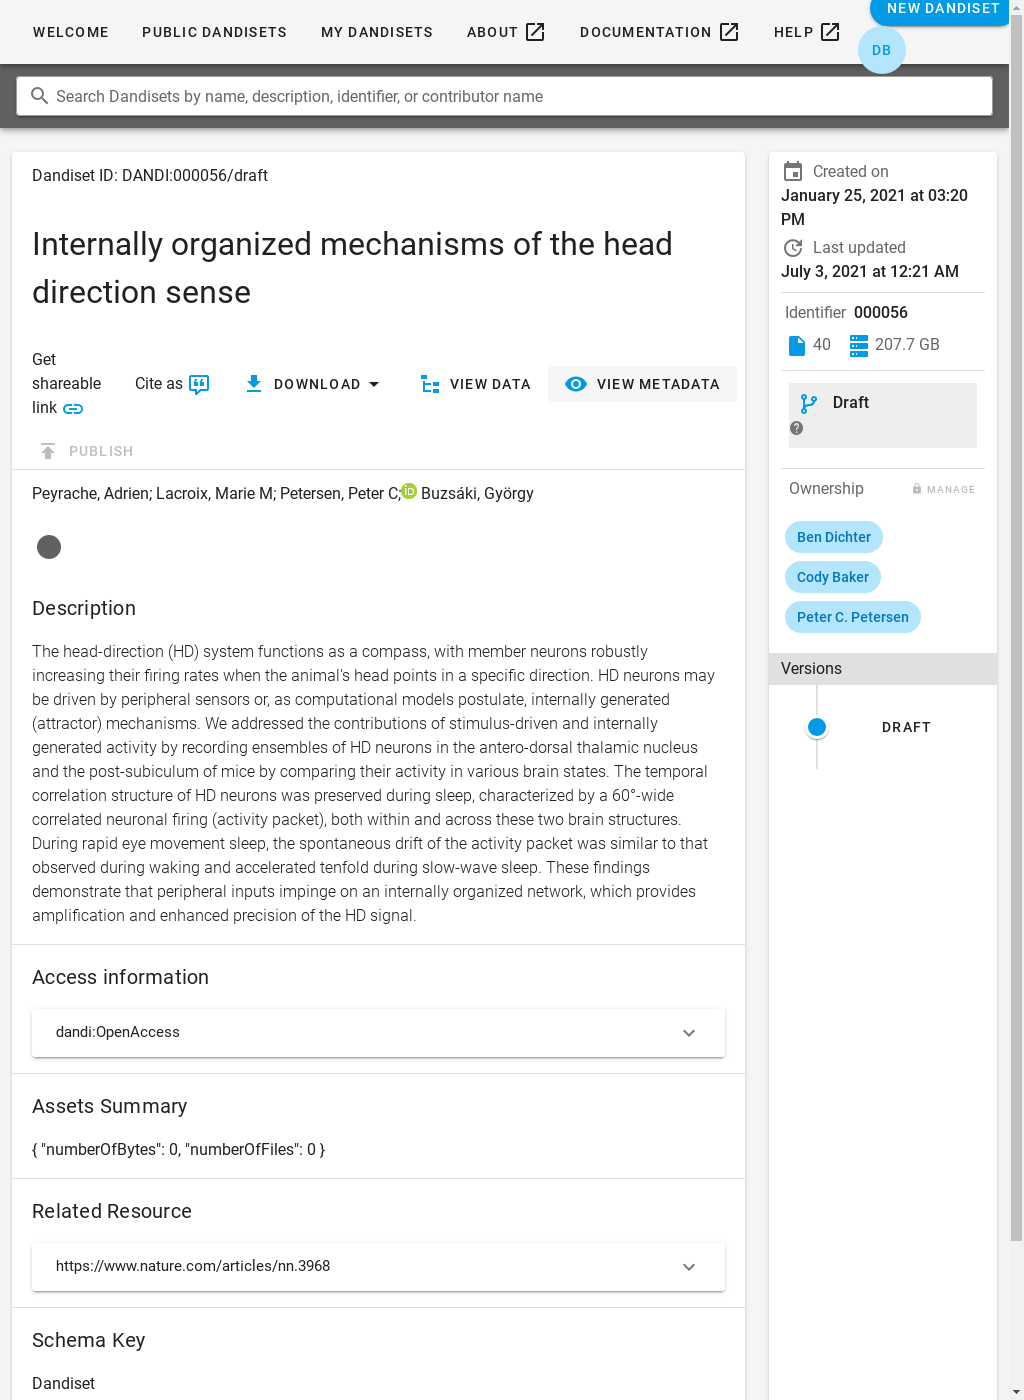 WELCOME
PUBLIC DANDISETS
MY DANDISETS
ABOUT
DOCUMENTATION
HELP
NEW DANDISET
DB
Search Dandisets by name, description, identifier, or contributor name
Dandiset ID: DANDI:000056/draft
Internally organized mechanisms of the head
direction sense
Get
shareable
link
Cite as
DOWNLOAD
VIEW DATA
VIEW METADATA
PUBLISH
Peyrache, Adrien; Lacroix, Marie M; Petersen, Peter C; iD Buzsáki, György
Description
The head-direction (HD) system functions as a compass, with member neurons robustly
increasing their firing rates when the animal's head points in a specific direction. HD neurons may
be driven by peripheral sensors or, as computational models postulate, internally generated
(attractor) mechanisms. We addressed the contributions of stimulus-driven and internally
generated activity by recording ensembles of HD neurons in the antero-dorsal thalamic nucleus
and the post-subiculum of mice by comparing their activity in various brain states. The temporal
correlation structure of HD neurons was preserved during sleep, characterized by a 60°-wide
correlated neuronal firing (activity packet), both within and across these two brain structures.
During rapid eye movement sleep, the spontaneous drift of the activity packet was similar to that
observed during waking and accelerated tenfold during slow-wave sleep. These findings
demonstrate that peripheral inputs impinge on an internally organized network, which provides
amplification and enhanced precision of the HD signal.
Access information
dandi:OpenAccess
Assets Summary
{ "numberOfBytes": 0, "numberOfFiles": 0 }
Related Resource
https://www.nature.com/articles/nn.3968
Schema Key
Dandiset
Created on
January 25, 2021 at 03:20
PM
Last updated
July 3, 2021 at 12:21 AM
Identifier 000056
40
207.7 GB
Draft
?
Ownership
MANAGE
Ben Dichter
Cody Baker
Peter C. Petersen
Versions
DRAFT